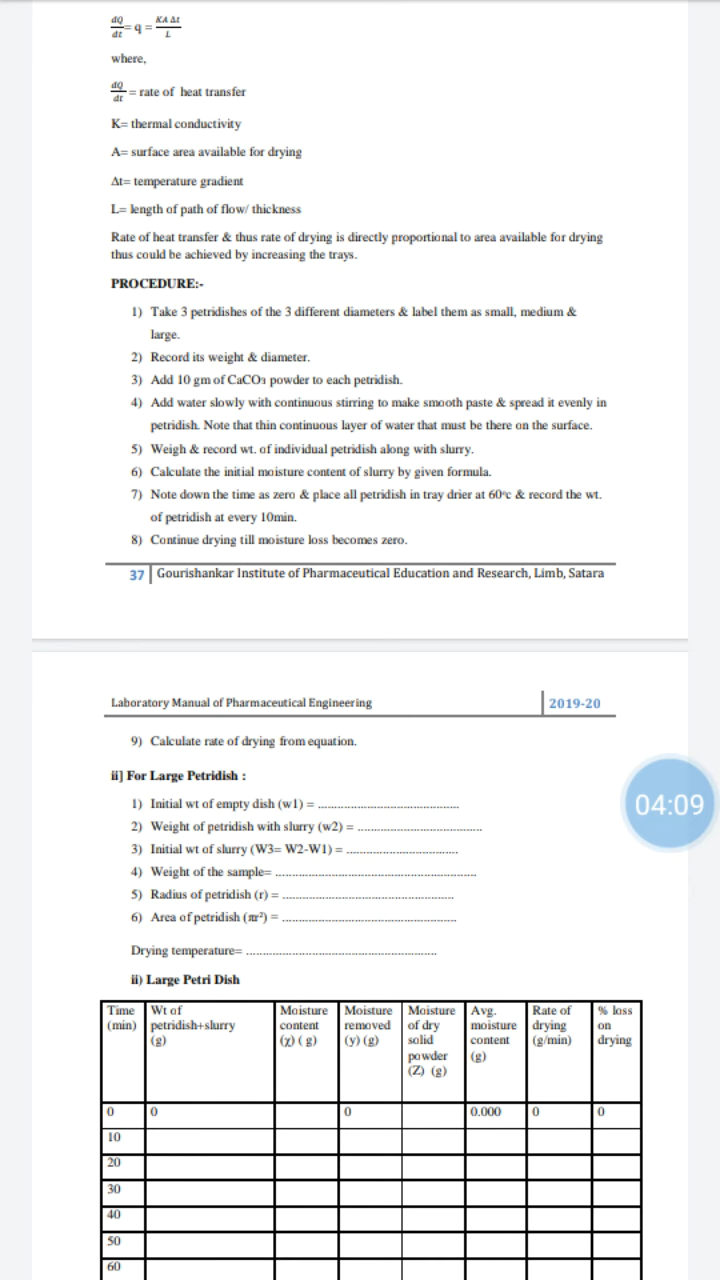 dQ/dt = q = KA Δt/L
where,
dQ/dt = rate of heat transfer
K= thermal conductivity
A= surface area available for drying
Δt= temperature gradient
L= length of path of flow/ thickness
Rate of heat transfer & thus rate of drying is directly proportional to area available for drying
thus could be achieved by increasing the trays.
PROCEDURE:-
1) Take 3 petridishes of the 3 different diameters & label them as small, medium &
large.
2) Record its weight & diameter.
3) Add 10 gm of CaCO₃ powder to each petridish.
4) Add water slowly with continuous stirring to make smooth paste & spread it evenly in
petridish. Note that thin continuous layer of water that must be there on the surface.
5) Weigh & record wt. of individual petridish along with slurry.
6) Calculate the initial moisture content of slurry by given formula.
7) Note down the time as zero & place all petridish in tray drier at 60°c & record the wt.
of petridish at every 10min.
8) Continue drying till moisture loss becomes zero.
37 Gourishankar Institute of Pharmaceutical Education and Research, Limb, Satara
Laboratory Manual of Pharmaceutical Engineering 2019-20
9) Calculate rate of drying from equation.
04:09
ii] For Large Petridish :
1) Initial wt of empty dish (w1) = ............................................
2) Weight of petridish with slurry (w2) = .......................................
3) Initial wt of slurry (W3= W2-W1) = ...................................
4) Weight of the sample= ...............................................................
5) Radius of petridish (r) = .....................................................
6) Area of petridish (πr²) = .....................................................
Drying temperature= ...........................................................
ii) Large Petri Dish
Time (min) Wt of petridish+slurry (g) Moisture content (χ) ( g) Moisture removed (y) (g) Moisture of dry solid powder (Z) (g) Avg. moisture content (g) Rate of drying (g/min) % loss on drying
0 0 0 0.000 0 0
10
20
30
40
50
60